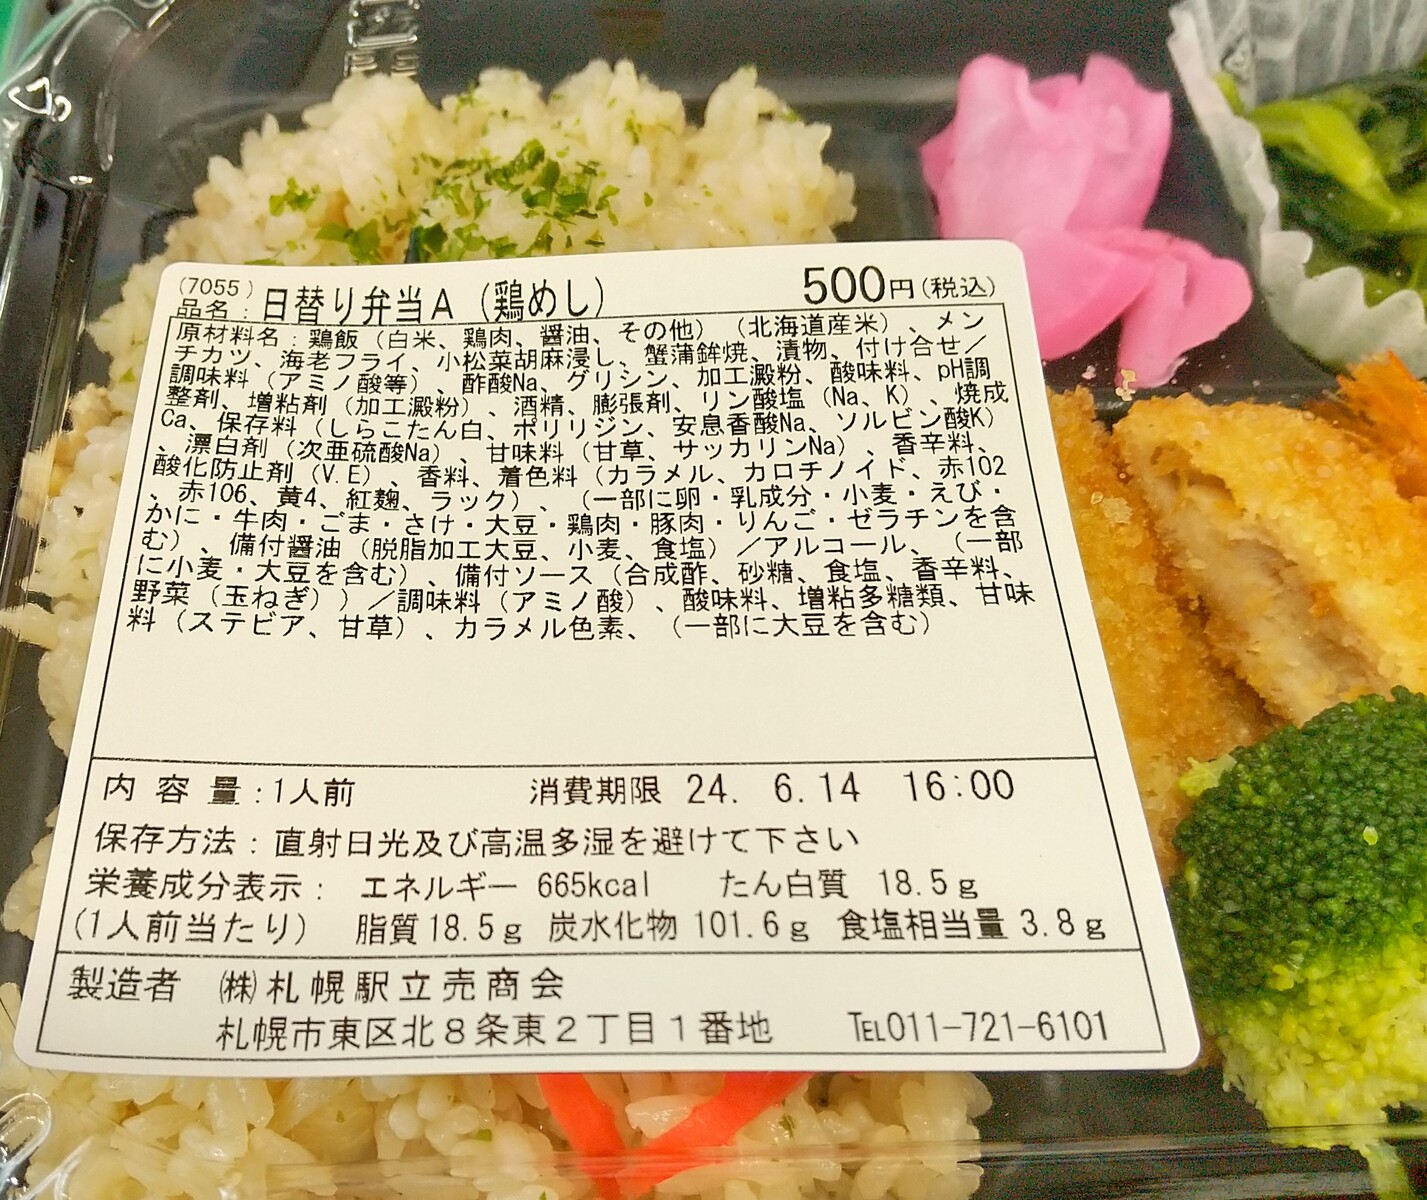 (7055)
品名：日替り弁当A（鶏めし） 500円(税込)
原材料名：鶏飯（白米、鶏肉、醤油、その他）（北海道産米）、メン
チカツ、海老フライ、小松菜胡麻浸し、蟹蒲鉾焼、漬物、付け合せ／
調味料（アミノ酸等）、酢酸Na、グリシン、加工澱粉、酸味料、pH調
整剤、増粘剤（加工澱粉）、酒精、膨張剤、リン酸塩（Na、K）、焼成
Ca、保存料（しらこたん白、ポリリジン、安息香酸Na、ソルビン酸K）
、漂白剤（次亜硫酸Na）、甘味料（甘草、サッカリンNa）、香辛料、
酸化防止剤（V.E）、香料、着色料（カラメル、カロチノイド、赤102
、赤106、黄4、紅麹、ラック）、（一部に卵・乳成分・小麦・えび・
かに・牛肉・ごま・さけ・大豆・鶏肉・豚肉・りんご・ゼラチンを含
む）、備付醤油（脱脂加工大豆、小麦、食塩）／アルコール、（一部
に小麦・大豆を含む）、備付ソース（合成酢、砂糖、食塩、香辛料、
野菜（玉ねぎ））／調味料（アミノ酸）、酸味料、増粘多糖類、甘味
料（ステビア、甘草）、カラメル色素、（一部に大豆を含む）
内容量：1人前 消費期限 24. 6.14 16:00
保存方法：直射日光及び高温多湿を避けて下さい
栄養成分表示： エネルギー 665kcal たん白質 18.5g
(1人前当たり) 脂質18.5g 炭水化物 101.6g 食塩相当量 3.8g
製造者 ㈱札幌駅立売商会
札幌市東区北8条東2丁目1番地 TEL011-721-6101